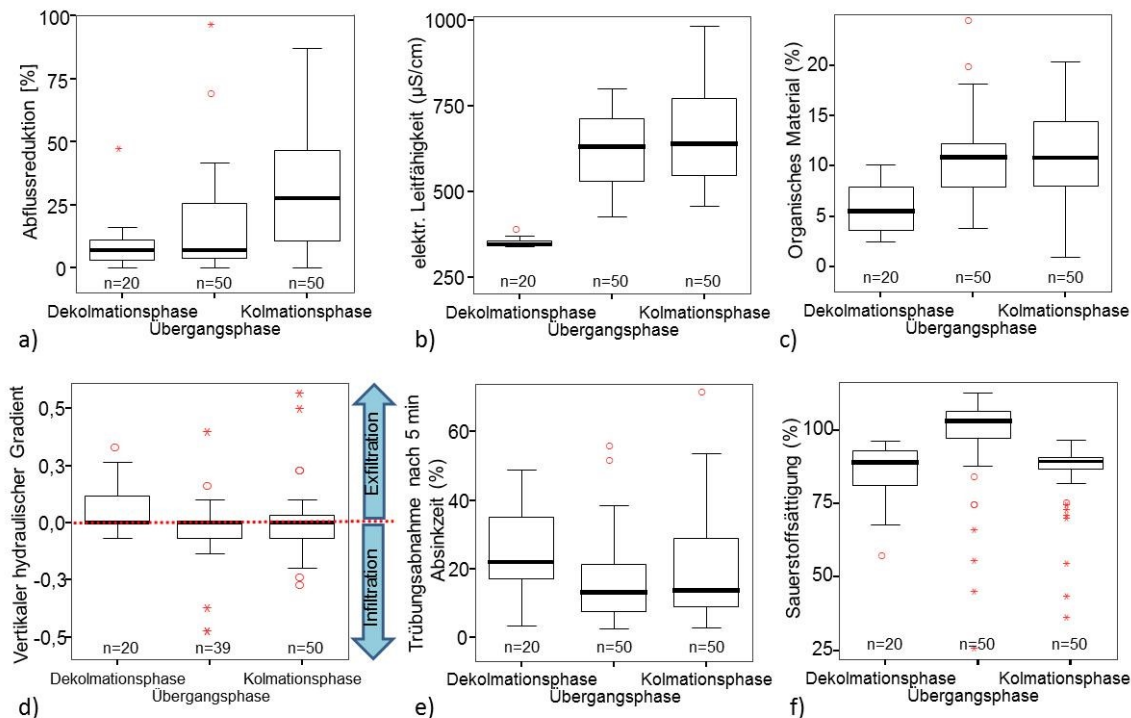 Abflussreduktion [%]
100
75
50
25
0
n=20 n=50 n=50
Dekolmationsphase Kolmationsphase
Übergangsphase
a)
elektr. Leitfähigkeit (µS/cm)
1000
750
500
250
n=20 n=50 n=50
Dekolmationsphase Kolmationsphase
Übergangsphase
b)
Organisches Material (%)
20
15
10
5
0
n=20 n=50 n=50
Dekolmationsphase Kolmationsphase
Übergangsphase
c)
Vertikaler hydraulischer Gradient
0,5
0,3
0,0
-0,3
-0,5
n=20 n=39 n=50
Dekolmationsphase Kolmationsphase
Übergangsphase
d)
Exfiltration
Infiltration
Trübungsabnahme nach 5 min
Absinkzeit (%)
60
40
20
0
n=20 n=50 n=50
Dekolmationsphase Kolmationsphase
Übergangsphase
e)
Sauerstoffsättigung (%)
100
75
50
25
n=20 n=50 n=50
Dekolmationsphase Kolmationsphase
Übergangsphase
f)